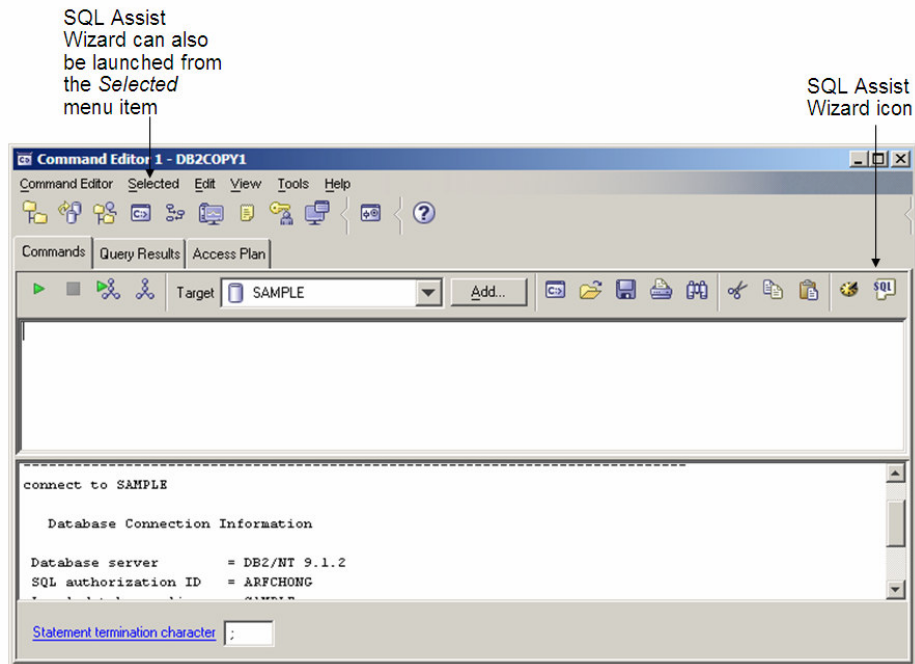 SQL Assist
Wizard can also
be launched from
the Selected
menu item
SQL Assist
Wizard icon
Command Editor 1 - DB2COPY1
Command Editor Selected Edit View Tools Help
Commands Query Results Access Plan
Target SAMPLE Add... SQL
connect to SAMPLE
Database Connection Information
Database server = DB2/NT 9.1.2
SQL authorization ID = ARFCHONG
Statement termination character ;